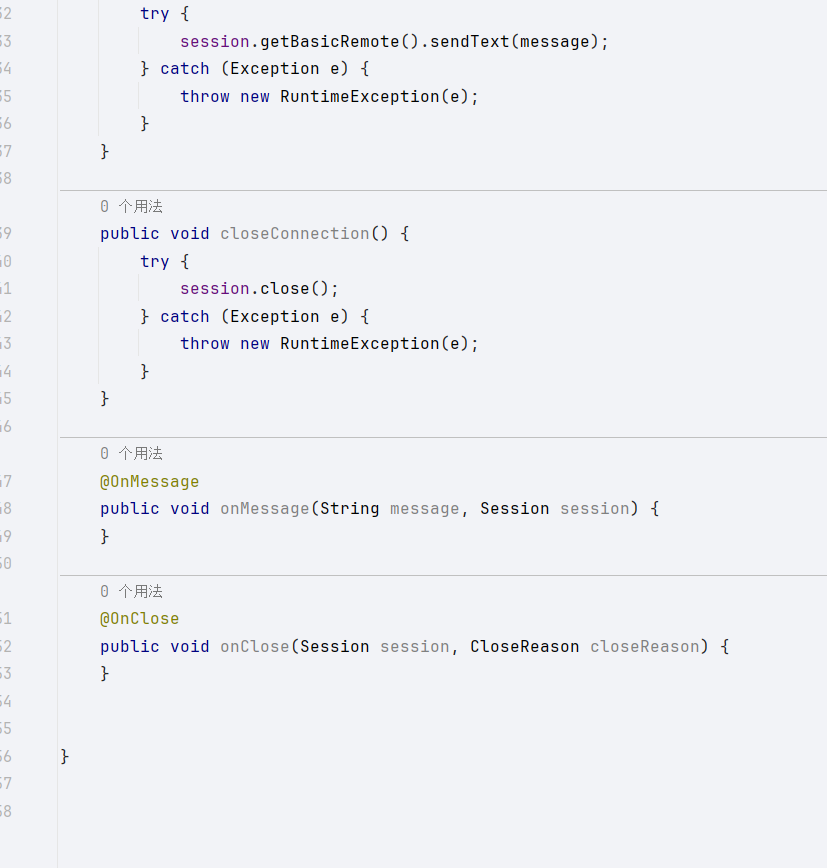 32 try {
33 session.getBasicRemote().sendText(message);
34 } catch (Exception e) {
35 throw new RuntimeException(e);
36 }
37 }
38
0 个用法
39 public void closeConnection() {
40 try {
41 session.close();
42 } catch (Exception e) {
43 throw new RuntimeException(e);
44 }
45 }
46
0 个用法
47 @OnMessage
48 public void onMessage(String message, Session session) {
49 }
50
0 个用法
51 @OnClose
52 public void onClose(Session session, CloseReason closeReason) {
53 }
54
55
56 }
57
58